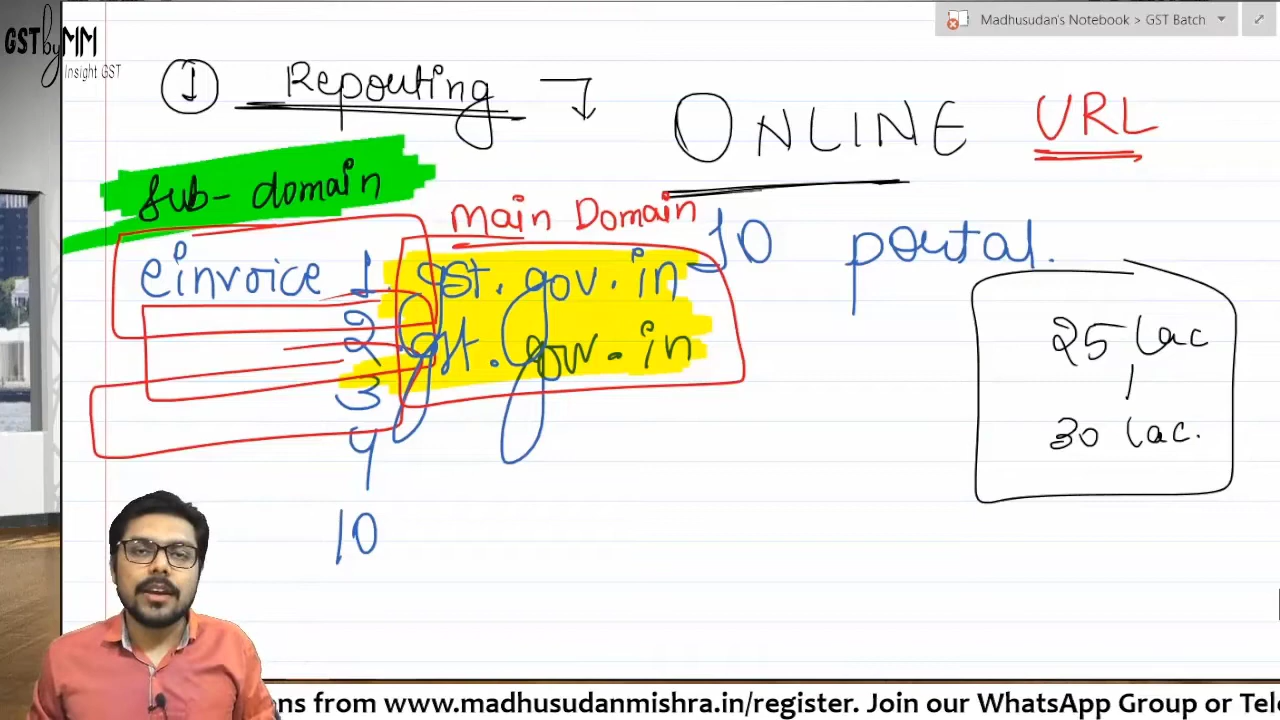 GST by MM
Insight GST
Madhusudan's Notebook > GST Batch
1 Reporting
ONLINE URL
Sub-domain
Main Domain
10 portal.
einvoice 1. gst.gov.in
2 gst.gov.in
3
4
10
25 lac
30 lac.
ns from www.madhusudanmishra.in/register. Join our WhatsApp Group or Tel